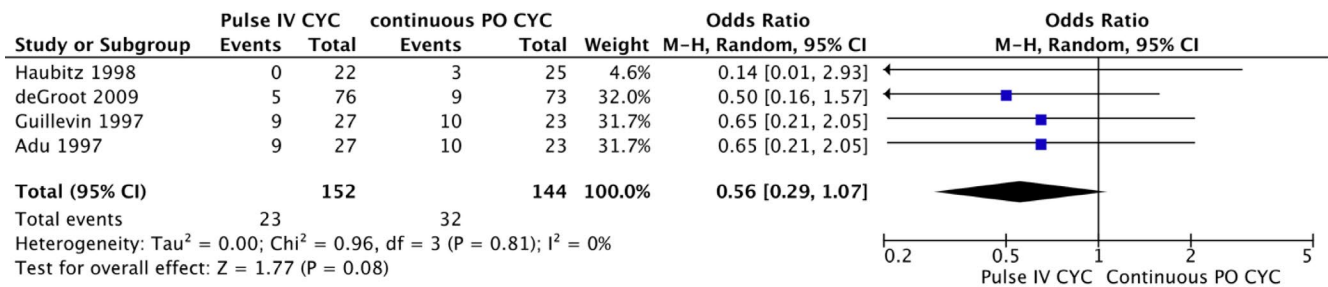 Pulse IV CYC continuous PO CYC Odds Ratio Odds Ratio
Study or Subgroup Events Total Events Total Weight M-H, Random, 95% CI M-H, Random, 95% CI
Haubitz 1998 0 22 3 25 4.6% 0.14 [0.01, 2.93]
deGroot 2009 5 76 9 73 32.0% 0.50 [0.16, 1.57]
Guillevin 1997 9 27 10 23 31.7% 0.65 [0.21, 2.05]
Adu 1997 9 27 10 23 31.7% 0.65 [0.21, 2.05]
Total (95% CI) 152 144 100.0% 0.56 [0.29, 1.07]
Total events 23 32
Heterogeneity: Tau² = 0.00; Chi² = 0.96, df = 3 (P = 0.81); I² = 0%
Test for overall effect: Z = 1.77 (P = 0.08)
0.2 0.5 1 2 5
Pulse IV CYC Continuous PO CYC